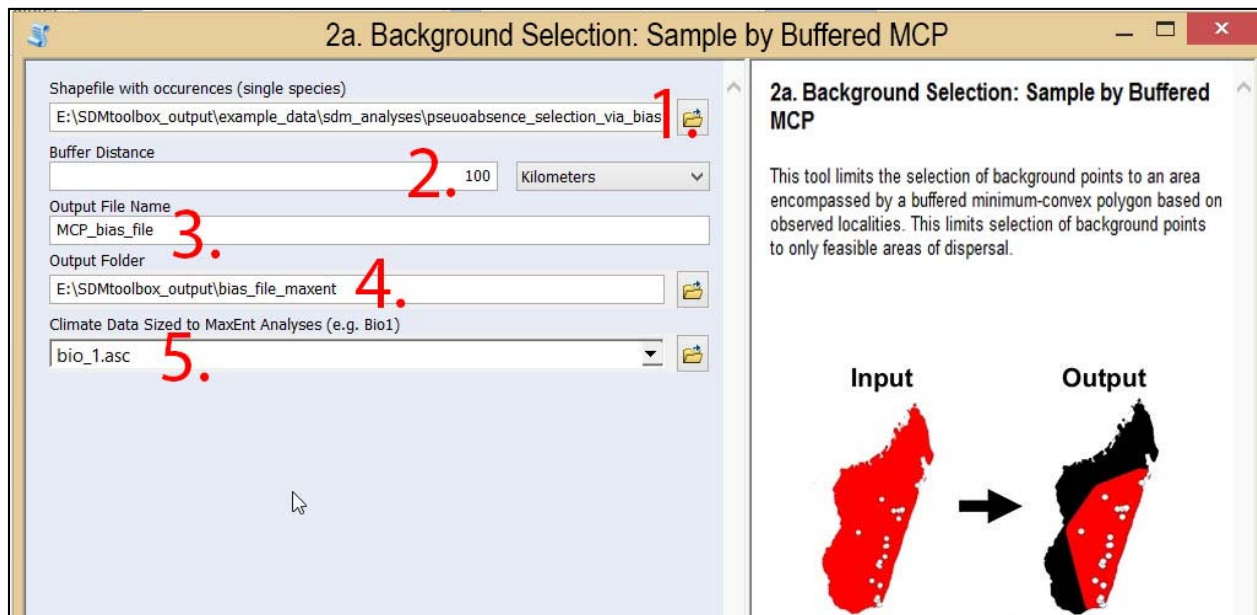 2a. Background Selection: Sample by Buffered MCP
Shapefile with occurences (single species)
E:\SDMtoolbox_output\example_data\sdm_analyses\pseuoabsence_selection_via_bias
1.
Buffer Distance
2.
100
Kilometers
Output File Name
MCP_bias_file
3.
Output Folder
E:\SDMtoolbox_output\bias_file_maxent
4.
Climate Data Sized to MaxEnt Analyses (e.g. Bio1)
bio_1.asc
5.
2a. Background Selection: Sample by Buffered
MCP
This tool limits the selection of background points to an area
encompassed by a buffered minimum-convex polygon based on
observed localities. This limits selection of background points
to only feasible areas of dispersal.
Input
Output